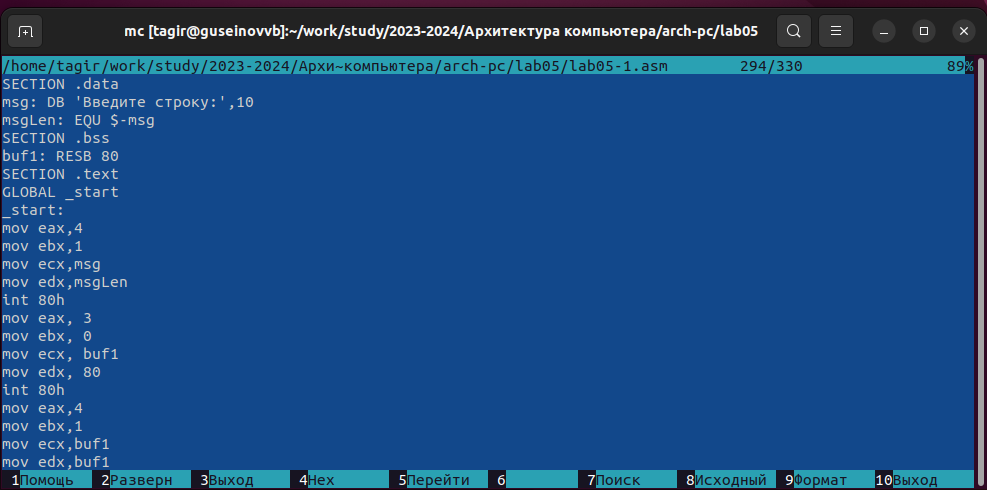 mc [tagir@guseinovvb]:~/work/study/2023-2024/Архитектура компьютера/arch-pc/lab05
/home/tagir/work/study/2023-2024/Архи~компьютера/arch-pc/lab05/lab05-1.asm 294/330 89%
SECTION .data
msg: DB 'Введите строку:',10
msgLen: EQU $-msg
SECTION .bss
buf1: RESB 80
SECTION .text
GLOBAL _start
_start:
mov eax,4
mov ebx,1
mov ecx,msg
mov edx,msgLen
int 80h
mov eax, 3
mov ebx, 0
mov ecx, buf1
mov edx, 80
int 80h
mov eax,4
mov ebx,1
mov ecx,buf1
mov edx,buf1
1Помощь 2Разверн 3Выход 4Hex 5Перейти 6 7Поиск 8Исходный 9Формат 10Выход